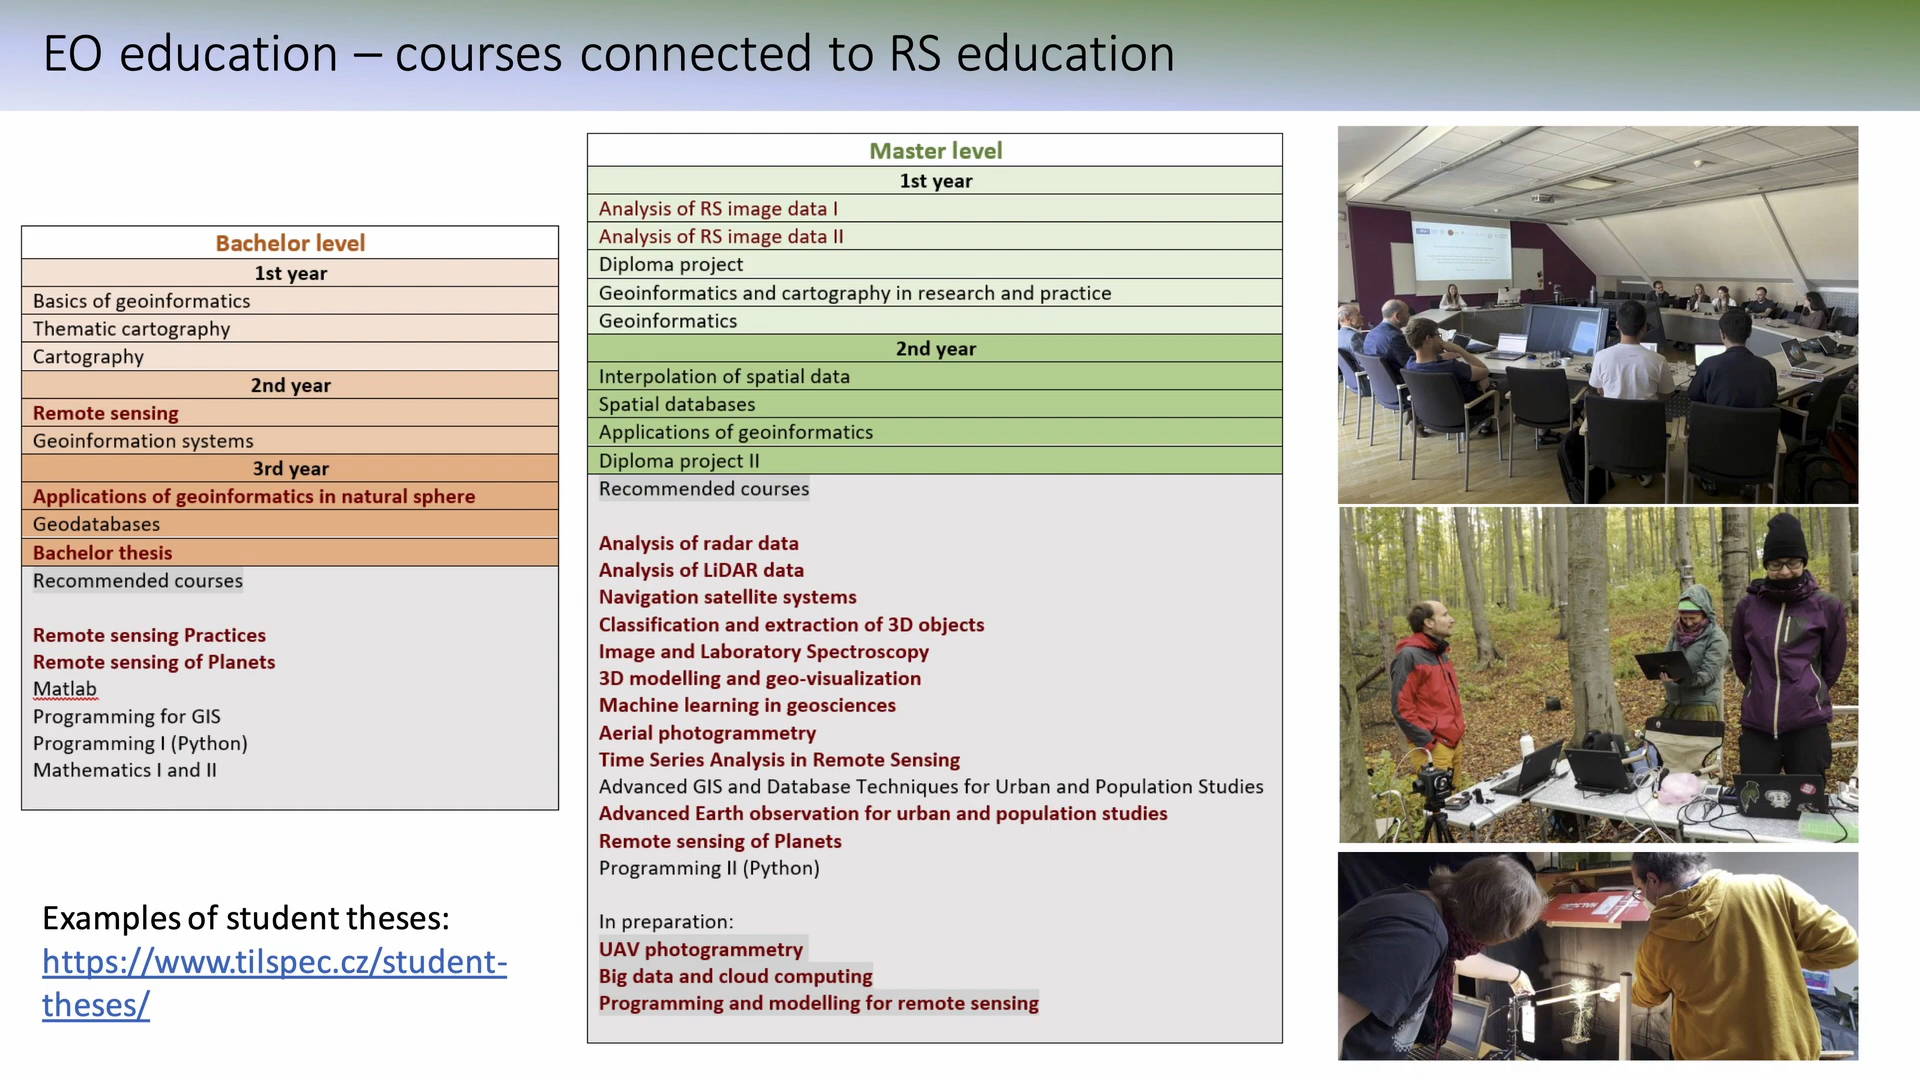 EO education – courses connected to RS education
Bachelor level
1st year
Basics of geoinformatics
Thematic cartography
Cartography
2nd year
Remote sensing
Geoinformation systems
3rd year
Applications of geoinformatics in natural sphere
Geodatabases
Bachelor thesis
Recommended courses
Remote sensing Practices
Remote sensing of Planets
Matlab
Programming for GIS
Programming I (Python)
Mathematics I and II
Examples of student theses:
https://www.tilspec.cz/student-
theses/
Master level
1st year
Analysis of RS image data I
Analysis of RS image data II
Diploma project
Geoinformatics and cartography in research and practice
Geoinformatics
2nd year
Interpolation of spatial data
Spatial databases
Applications of geoinformatics
Diploma project II
Recommended courses
Analysis of radar data
Analysis of LiDAR data
Navigation satellite systems
Classification and extraction of 3D objects
Image and Laboratory Spectroscopy
3D modelling and geo-visualization
Machine learning in geosciences
Aerial photogrammetry
Time Series Analysis in Remote Sensing
Advanced GIS and Database Techniques for Urban and Population Studies
Advanced Earth observation for urban and population studies
Remote sensing of Planets
Programming II (Python)
In preparation:
UAV photogrammetry
Big data and cloud computing
Programming and modelling for remote sensing